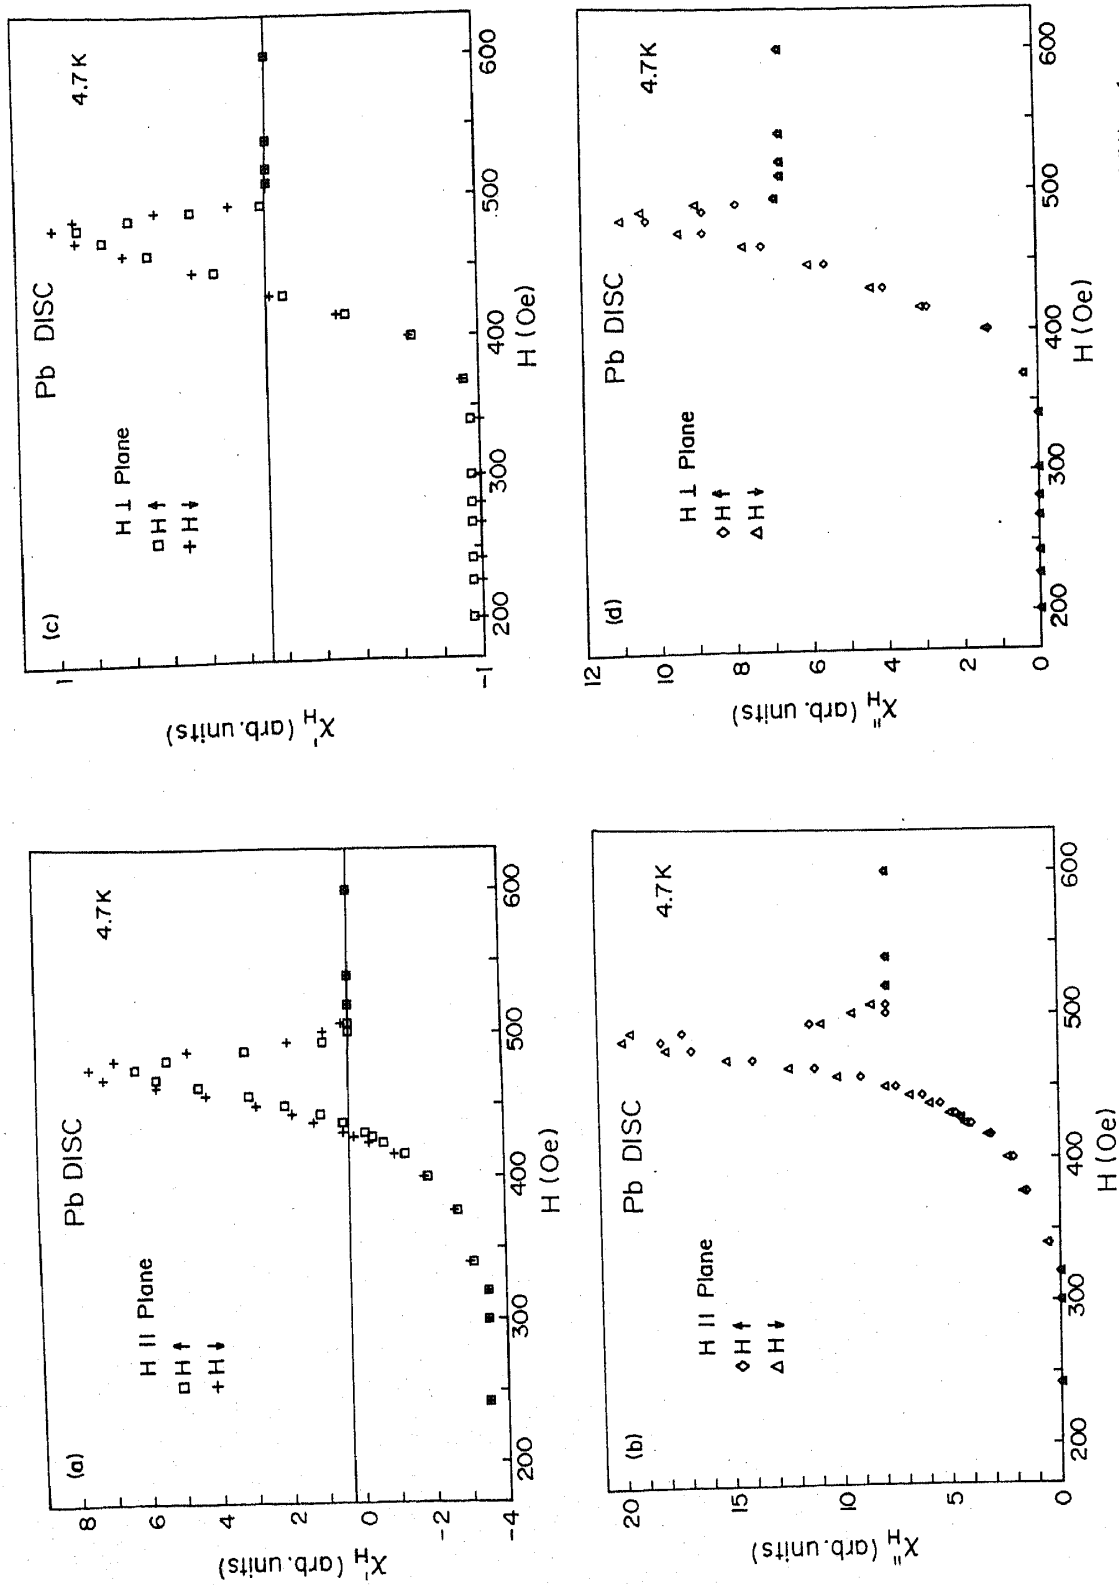 (a)
Pb DISC
4.7K
H II Plane
□ H ↑
+ H ↓
8
6
4
2
0
-2
-4
200
300
400
500
600
H (Oe)
χ'H (arb. units)
(b)
Pb DISC
4.7K
H II Plane
◇ H ↑
△ H ↓
20
15
10
5
0
200
300
400
500
600
H (Oe)
χ''H (arb. units)
(c)
Pb DISC
4.7K
H ⊥ Plane
□ H ↑
+ H ↓
1
-1
200
300
400
500
600
H (Oe)
χ'H (arb. units)
(d)
Pb DISC
4.7K
H ⊥ Plane
◇ H ↑
△ H ↓
12
10
8
6
4
2
0
200
300
400
500
600
H (Oe)
χ''H (arb. units)